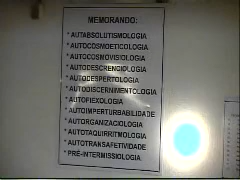 MEMORANDO:
* AUTABSOLUTISMOLOGIA
* AUTOCOSMOETICOLOGIA
* AUTOCOSMOVISIOLOGIA
* AUTODESCRENCIOLOGIA
* AUTODESPERTOLOGIA
* AUTODISCERNIMENTOLOGIA
* AUTOFIEXOLOGIA
* AUTOIMPERTURBABILIDADE
* AUTORGANIZACIOLOGIA
* AUTOTAQUIRRITMOLOGIA
* AUTOTRANSAFETIVIDADE
* PRÉ-INTERMISSIOLOGIA